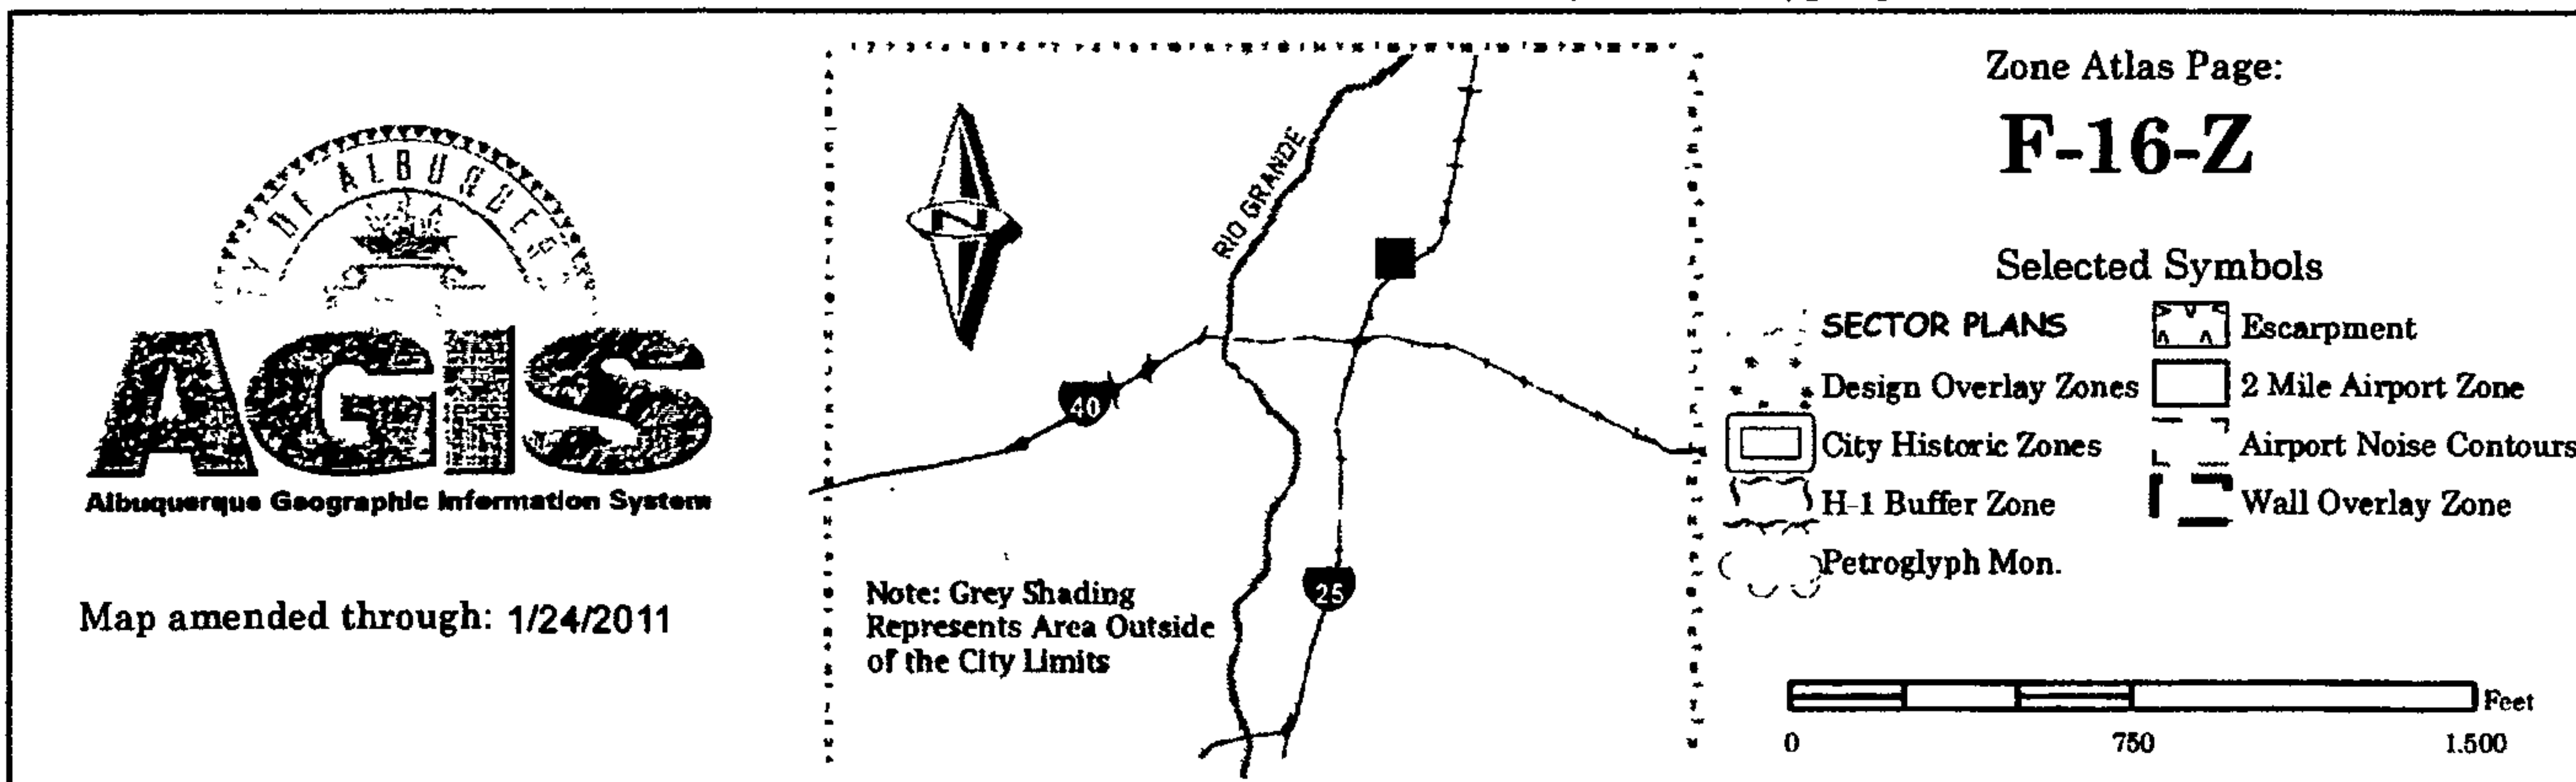 ALBUQUER
AGIS
Albuquerque Geographic Information System
Map amended through: 1/24/2011
N
RIO GRANDE
40
25
Note: Grey Shading
Represents Area Outside
of the City Limits
Zone Atlas Page:
F-16-Z
Selected Symbols
SECTOR PLANS
Design Overlay Zones
City Historic Zones
H-1 Buffer Zone
Petroglyph Mon.
Escarpment
2 Mile Airport Zone
Airport Noise Contours
Wall Overlay Zone
Feet
0 750 1,500